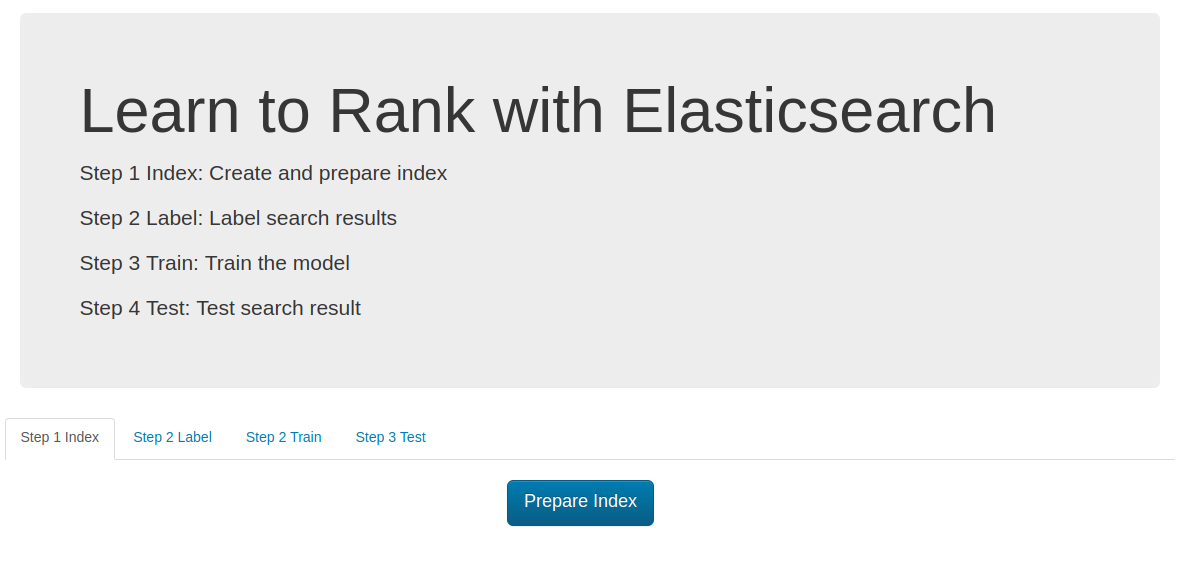 Learn to Rank with Elasticsearch
Step 1 Index: Create and prepare index
Step 2 Label: Label search results
Step 3 Train: Train the model
Step 4 Test: Test search result
Step 1 Index
Step 2 Label
Step 2 Train
Step 3 Test
Prepare Index